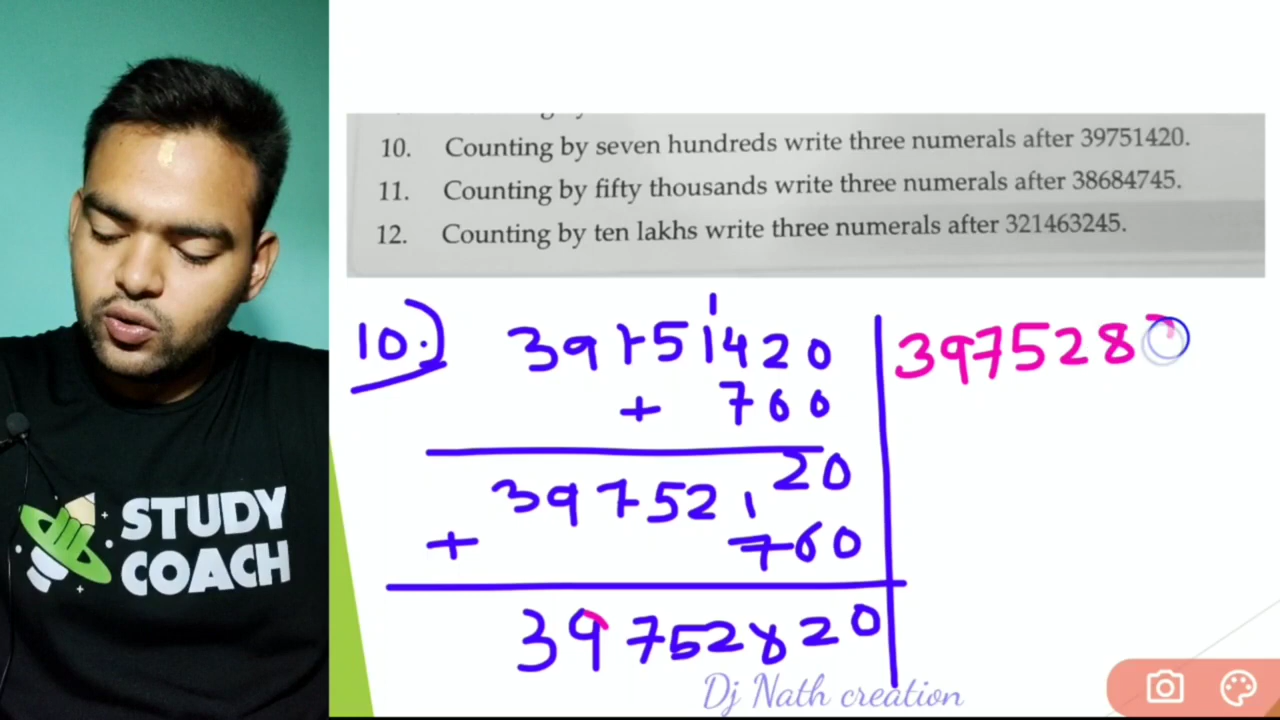 10. Counting by seven hundreds write three numerals after 39751420.
11. Counting by fifty thousands write three numerals after 38684745.
12. Counting by ten lakhs write three numerals after 321463245.
10.)
1
39751420
+ 700
39752120
+ 700
39752820
397528
STUDY
COACH
Dj Nath creation